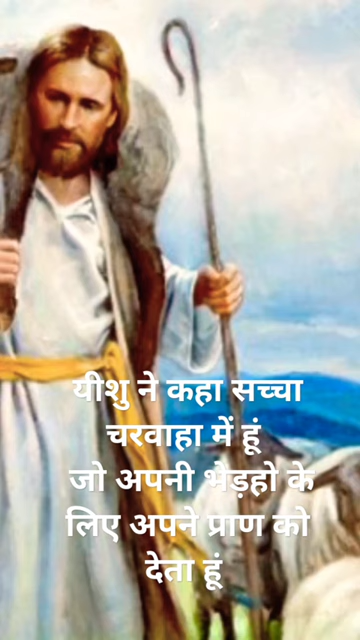 यीशु ने कहा सच्चा
चरवाहा में हूं
जो अपनी भेड़हो के
लिए अपने प्राण को
देता हूं